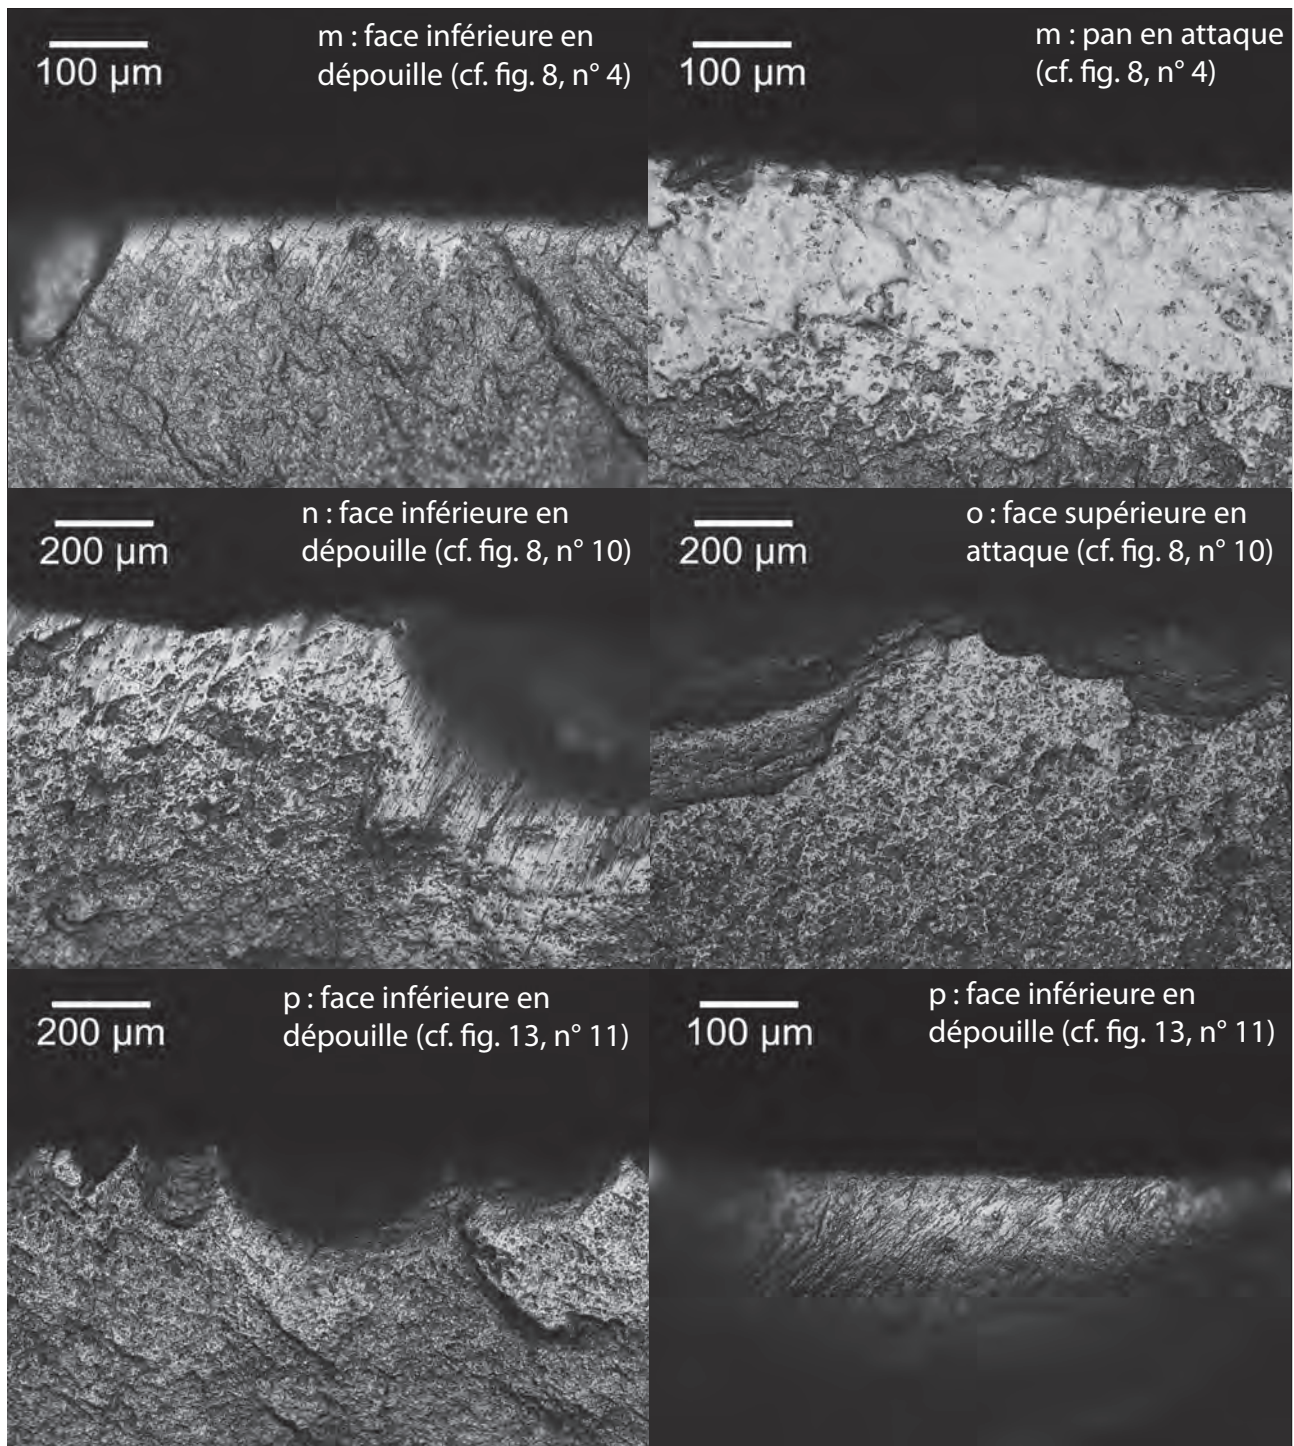 100 µm
m : face inférieure en
dépouille (cf. fig. 8, n° 4)
100 µm
m : pan en attaque
(cf. fig. 8, n° 4)
200 µm
n : face inférieure en
dépouille (cf. fig. 8, n° 10)
200 µm
o : face supérieure en
attaque (cf. fig. 8, n° 10)
200 µm
p : face inférieure en
dépouille (cf. fig. 13, n° 11)
100 µm
p : face inférieure en
dépouille (cf. fig. 13, n° 11)